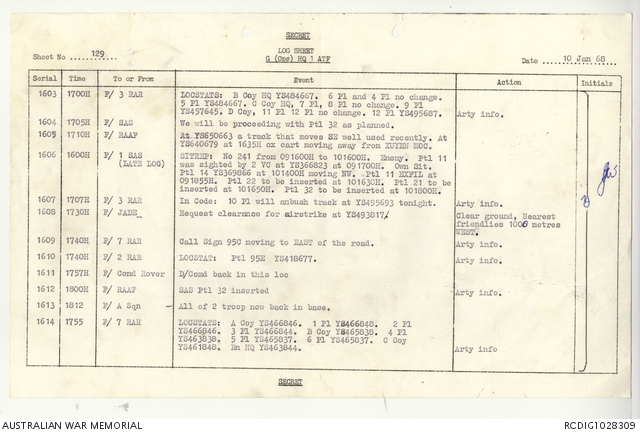 SECRET
LOG SHEET
G (Ops) HQ 1 ATF
Sheet No 129
Date 10 Jan 68
Serial Time To or From Event Action Initials
1603 1700H F/ 3 RAR LOCSTATS: B Coy HQ YS484667. 6 Pl and 4 Pl no change.
5 Pl YS484667. C Coy HQ, 7 Pl, 8 Pl no change. 9 Pl
YS457645. D Coy, 11 Pl 12 Pl no change. 12 Pl YS495687. Arty info.
1604 1705H F/ SAS We will be proceeding with Ptl 32 as planned.
1605 1710H F/ RAAF At YS650663 a track that moves SE well used recently. At
YS640679 at 1635H ox cart moving away from XUYEN MOC.
1606 1600H F/ 1 SAS SITREP: No 241 from 091600H to 101600H. Enemy. Ptl 11
(LATE LOG) was sighted by 2 VC at YS366823 at 091700H. Own Sit.
Ptl 14 YS369866 at 101400H moving NW. Ptl 11 EXFIL at
091855H. Ptl 22 to be inserted at 101630H. Ptl 21 to be
inserted at 101650H. Ptl 32 to be inserted at 101800H.
1607 1707H F/ 3 RAR In Code: 10 Pl will ambush track at YS495693 tonight. Arty info.
1608 1730H F/ JADE_ Request clearance for airstrike at YS493817/ Clear ground, Nearest
friendlies 1000 metres
WEST.
1609 1740H F/ 7 RAR Call Sign 95C moving to EAST of the road. Arty info.
1610 1740H F/ 2 RAR LOCSTAT: Ptl 95E YS418677. Arty info.
1611 1757H F/ Comd Rover D/Comd back in this loc
1612 1800H F/ RAAF SAS Ptl 32 inserted Arty info.
1613 1812 F/ A Sqn All of 2 troop now back in base.
1614 1755 F/ 7 RAR LOCSTATS: A Coy YS466846. 1 Pl YS466848. 2 Pl
YS466846. 3 Pl YS466844. B Coy YS465838. 4 Pl
YS463838. 5 Pl YS465837. 6 Pl YS465837. C Coy
YS461848. Bn HQ YS463844. Arty info
SECRET
AUSTRALIAN WAR MEMORIAL
RCDIG1028309